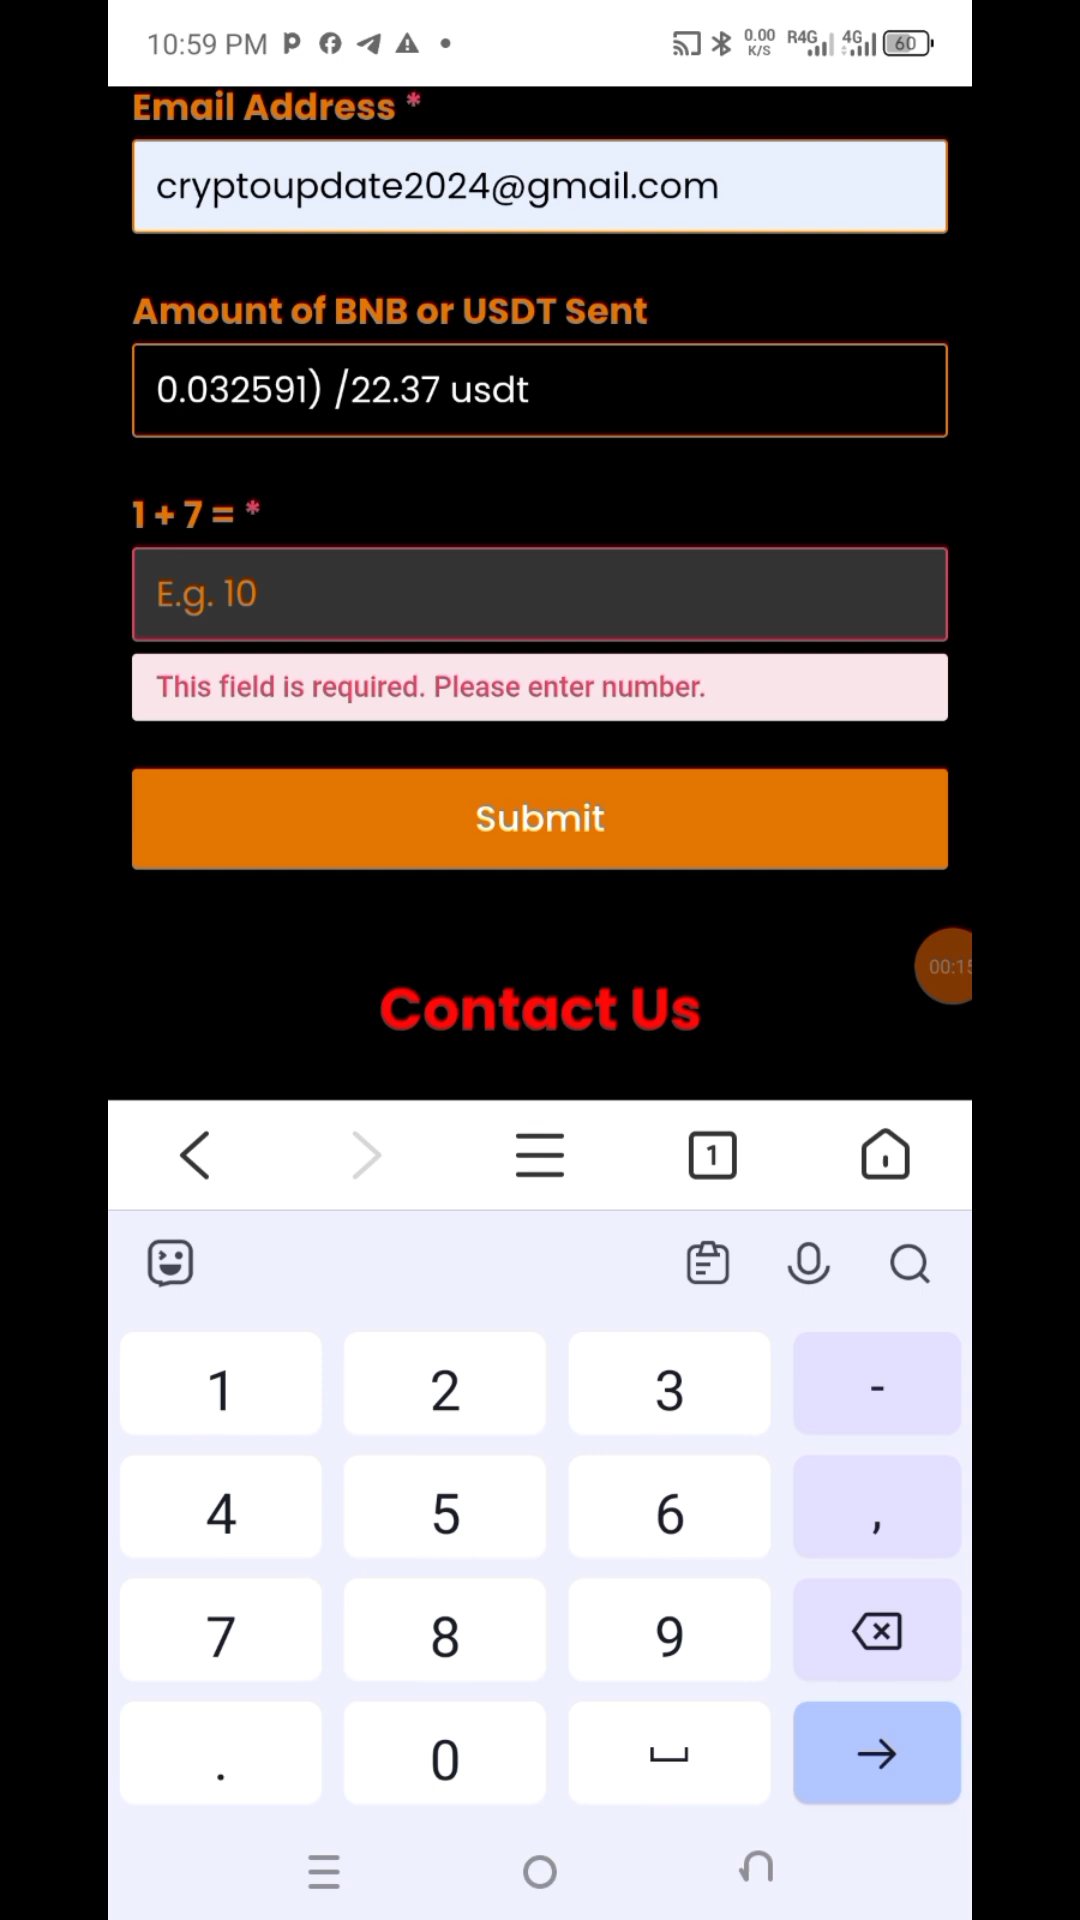 10:59 PM
0.00
K/S
R4G
4G
60
Email Address *
cryptoupdate2024@gmail.com
Amount of BNB or USDT Sent
0.032591) /22.37 usdt
1 + 7 = *
E.g. 10
This field is required. Please enter number.
Submit
00:15
Contact Us
1
1 2 3 -
4 5 6 ,
7 8 9
. 0